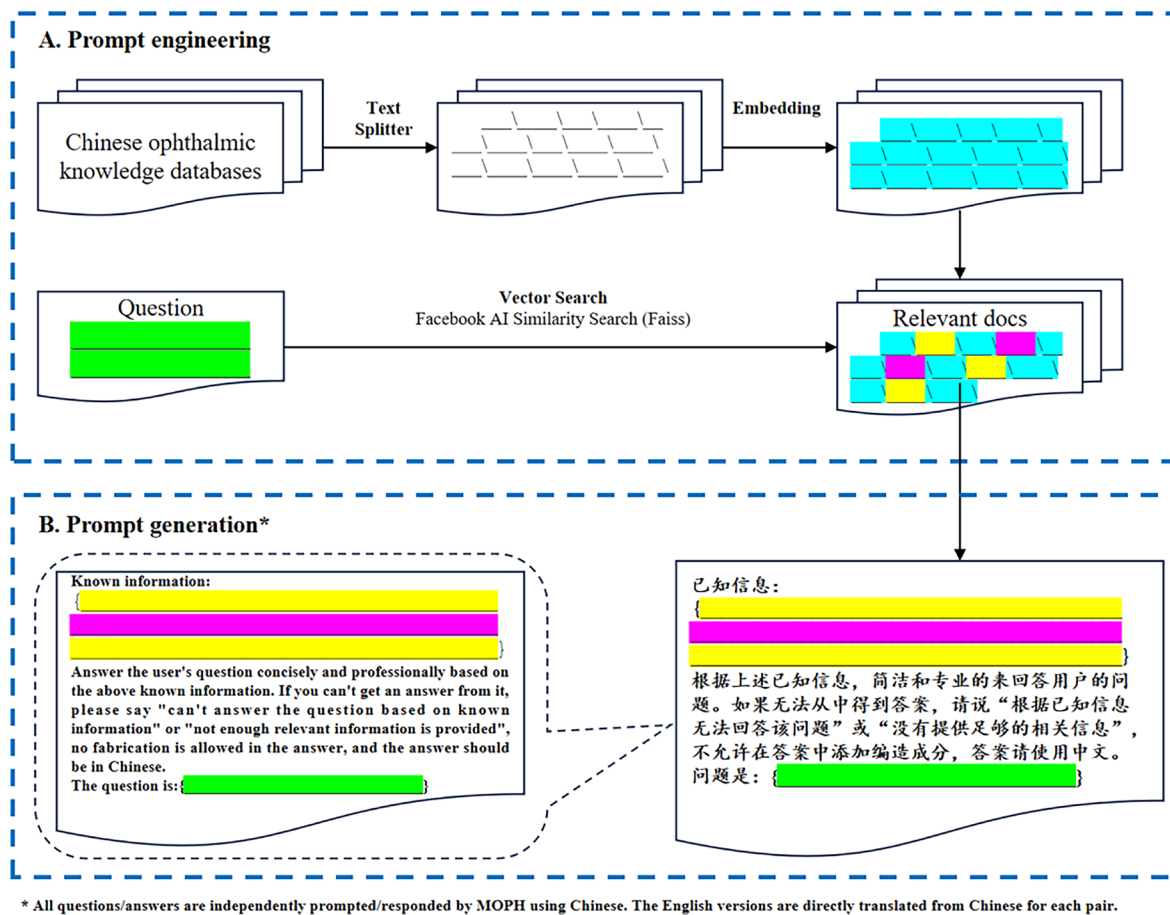 A. Prompt engineering
Chinese ophthalmic
knowledge databases
Text
Splitter
Embedding
Question
Vector Search
Facebook AI Similarity Search (Faiss)
Relevant docs
B. Prompt generation*
Known information:
{
}
Answer the user's question concisely and professionally based on
the above known information. If you can't get an answer from it,
please say "can't answer the question based on known
information" or "not enough relevant information is provided",
no fabrication is allowed in the answer, and the answer should
be in Chinese.
The question is:{ }
已知信息：
{
}
根据上述已知信息，简洁和专业的来回答用户的问
题。如果无法从中得到答案，请说“根据已知信息
无法回答该问题”或“没有提供足够的相关信息”，
不允许在答案中添加编造成分，答案请使用中文。
问题是：{ }
* All questions/answers are independently prompted/responded by MOPH using Chinese. The English versions are directly translated from Chinese for each pair.